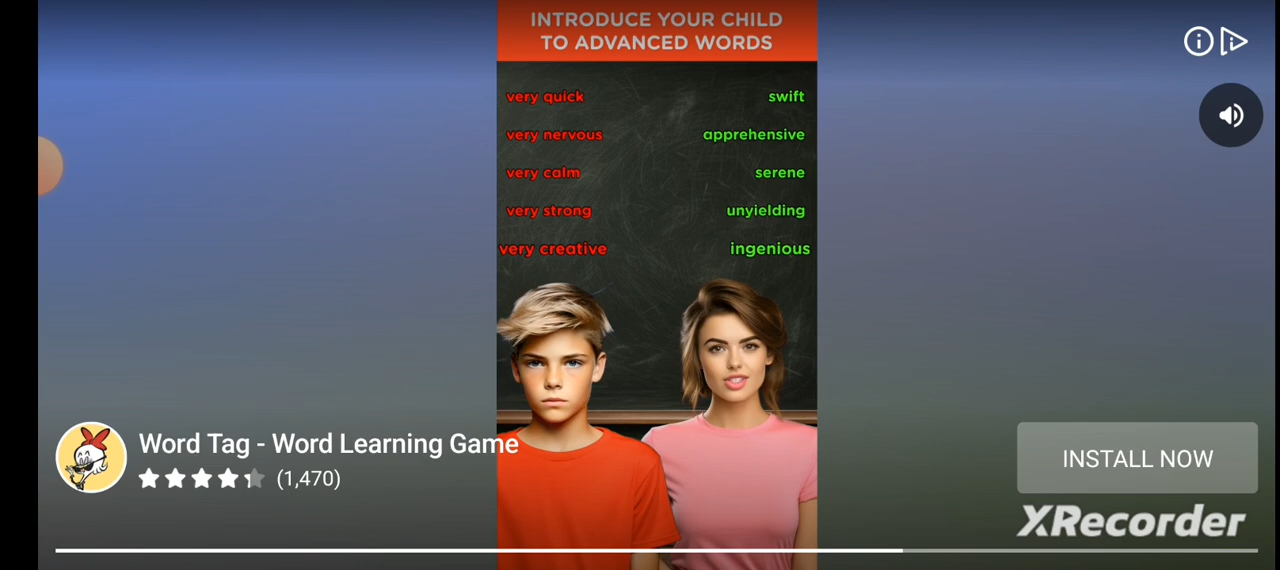 INTRODUCE YOUR CHILD
TO ADVANCED WORDS
very quick swift
very nervous apprehensive
very calm serene
very strong unyielding
very creative ingenious
Word Tag - Word Learning Game
(1,470)
INSTALL NOW
XRecorder